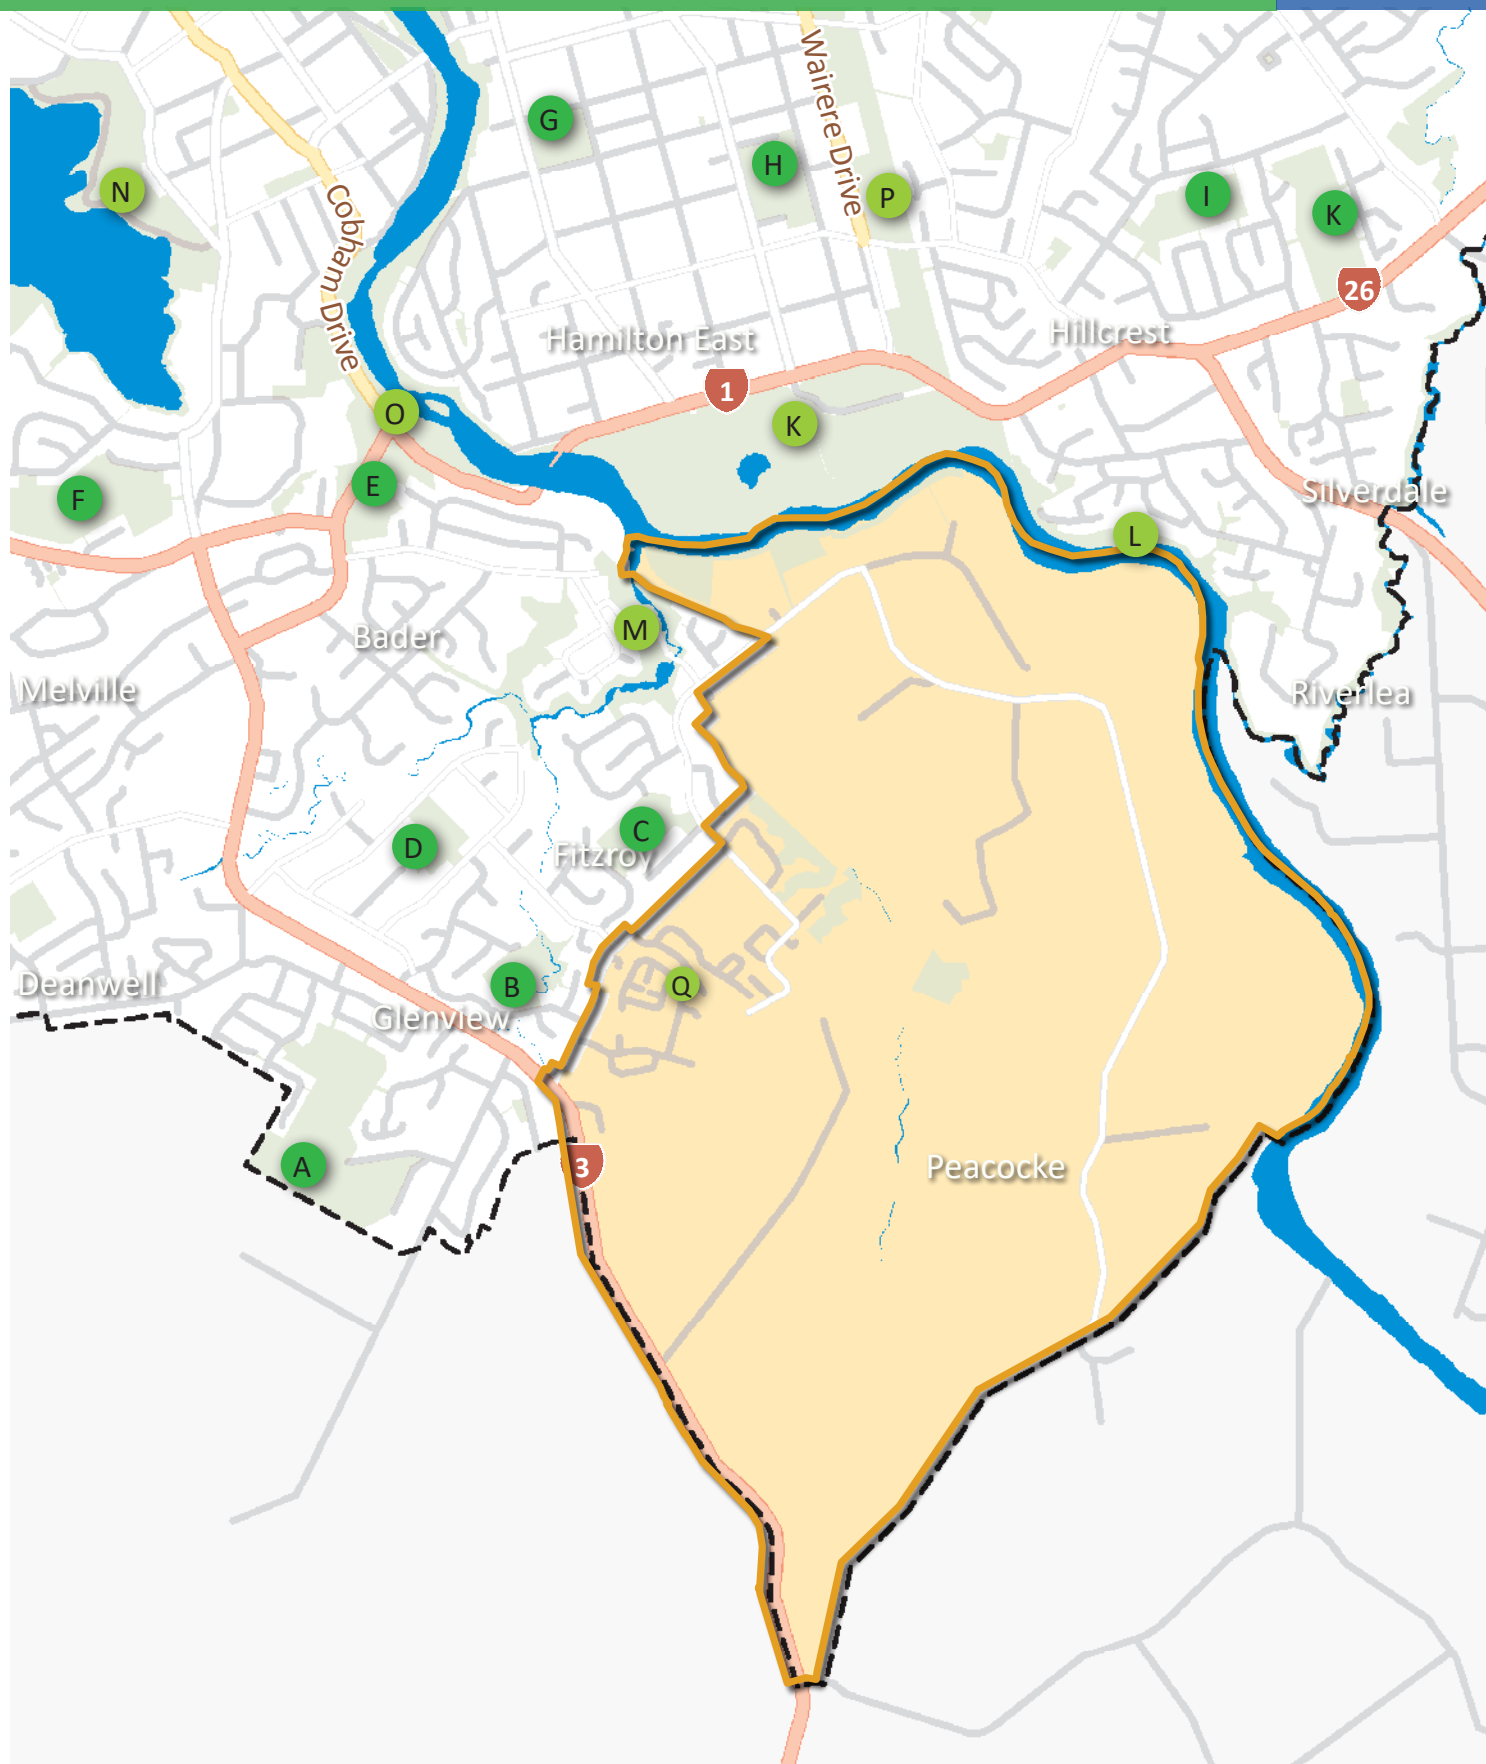 Wairere Drive
G
H
N
P
I
K
Cobham Drive
26
Hamilton East
Hillcrest
1
O
K
E
F
Silverdale
L
M
Bader
Melville
Riverlea
C
D
Fitzroy
Deanwell
B
Q
Glenview
A
3
Peacocke